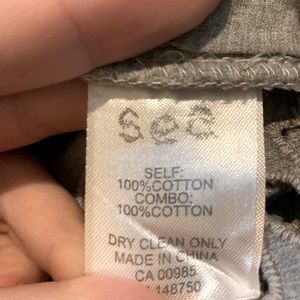 sea
SELF:
100%COTTON
COMBO:
100%COTTON
DRY CLEAN ONLY
MADE IN CHINA
CA 00985
148750